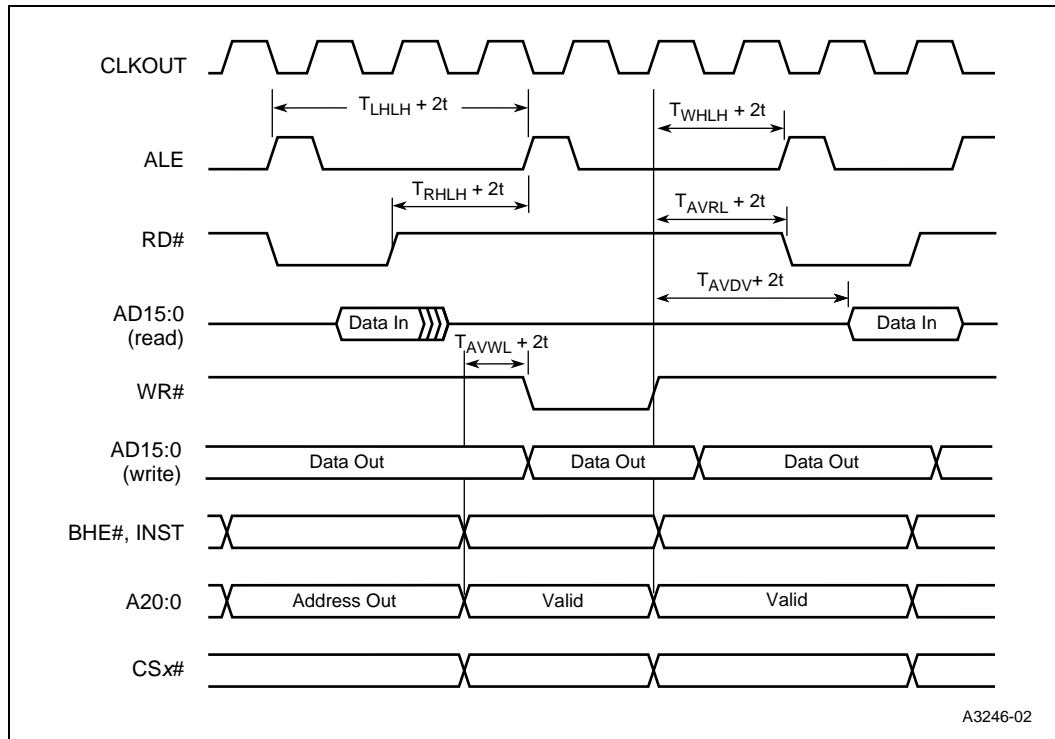 CLKOUT
T_LHLH + 2t
T_WHLH + 2t
ALE
T_RHLH + 2t
T_AVRL + 2t
RD#
T_AVDV+ 2t
AD15:0
(read)
Data In
Data In
T_AVWL + 2t
WR#
AD15:0
(write)
Data Out
Data Out
Data Out
BHE#, INST
A20:0
Address Out
Valid
Valid
CSx#
A3246-02